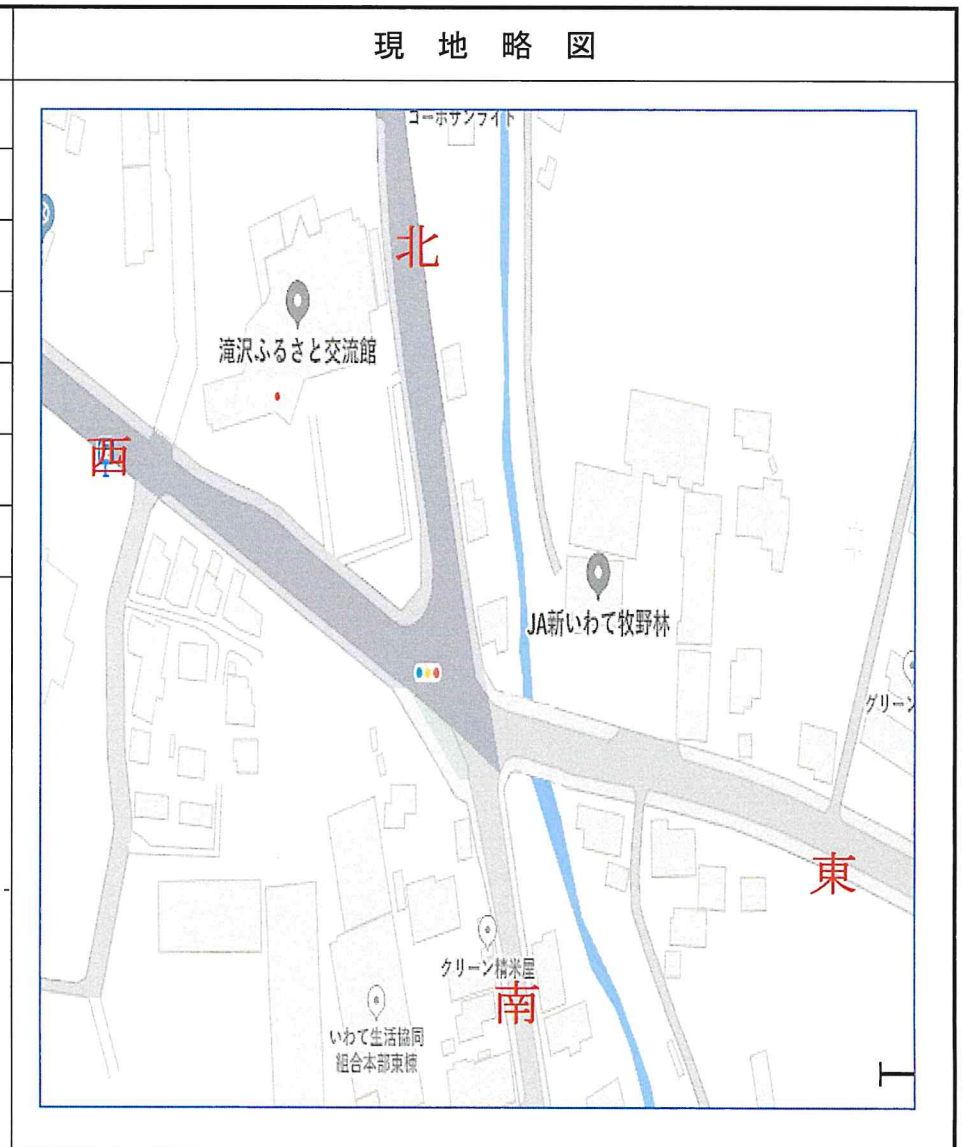 現地略図
コーポサンライト
北
滝沢ふるさと交流館
西
JA新いわて牧野林
グリーン
東
クリーン精米屋
南
いわて生活協同
組合本部東棟